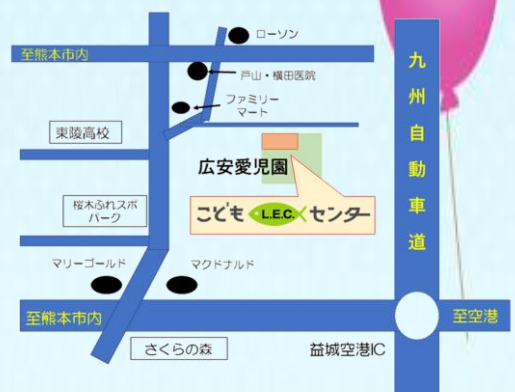 ローソン
至熊本市内
戸山・横田医院
ファミリー
マート
東陵高校
広安愛児園
こども L.E.C. センター
桜木ふれスポ
パーク
マリーゴールド
マクドナルド
至熊本市内
さくらの森
益城空港IC
至空港
九州自動車道